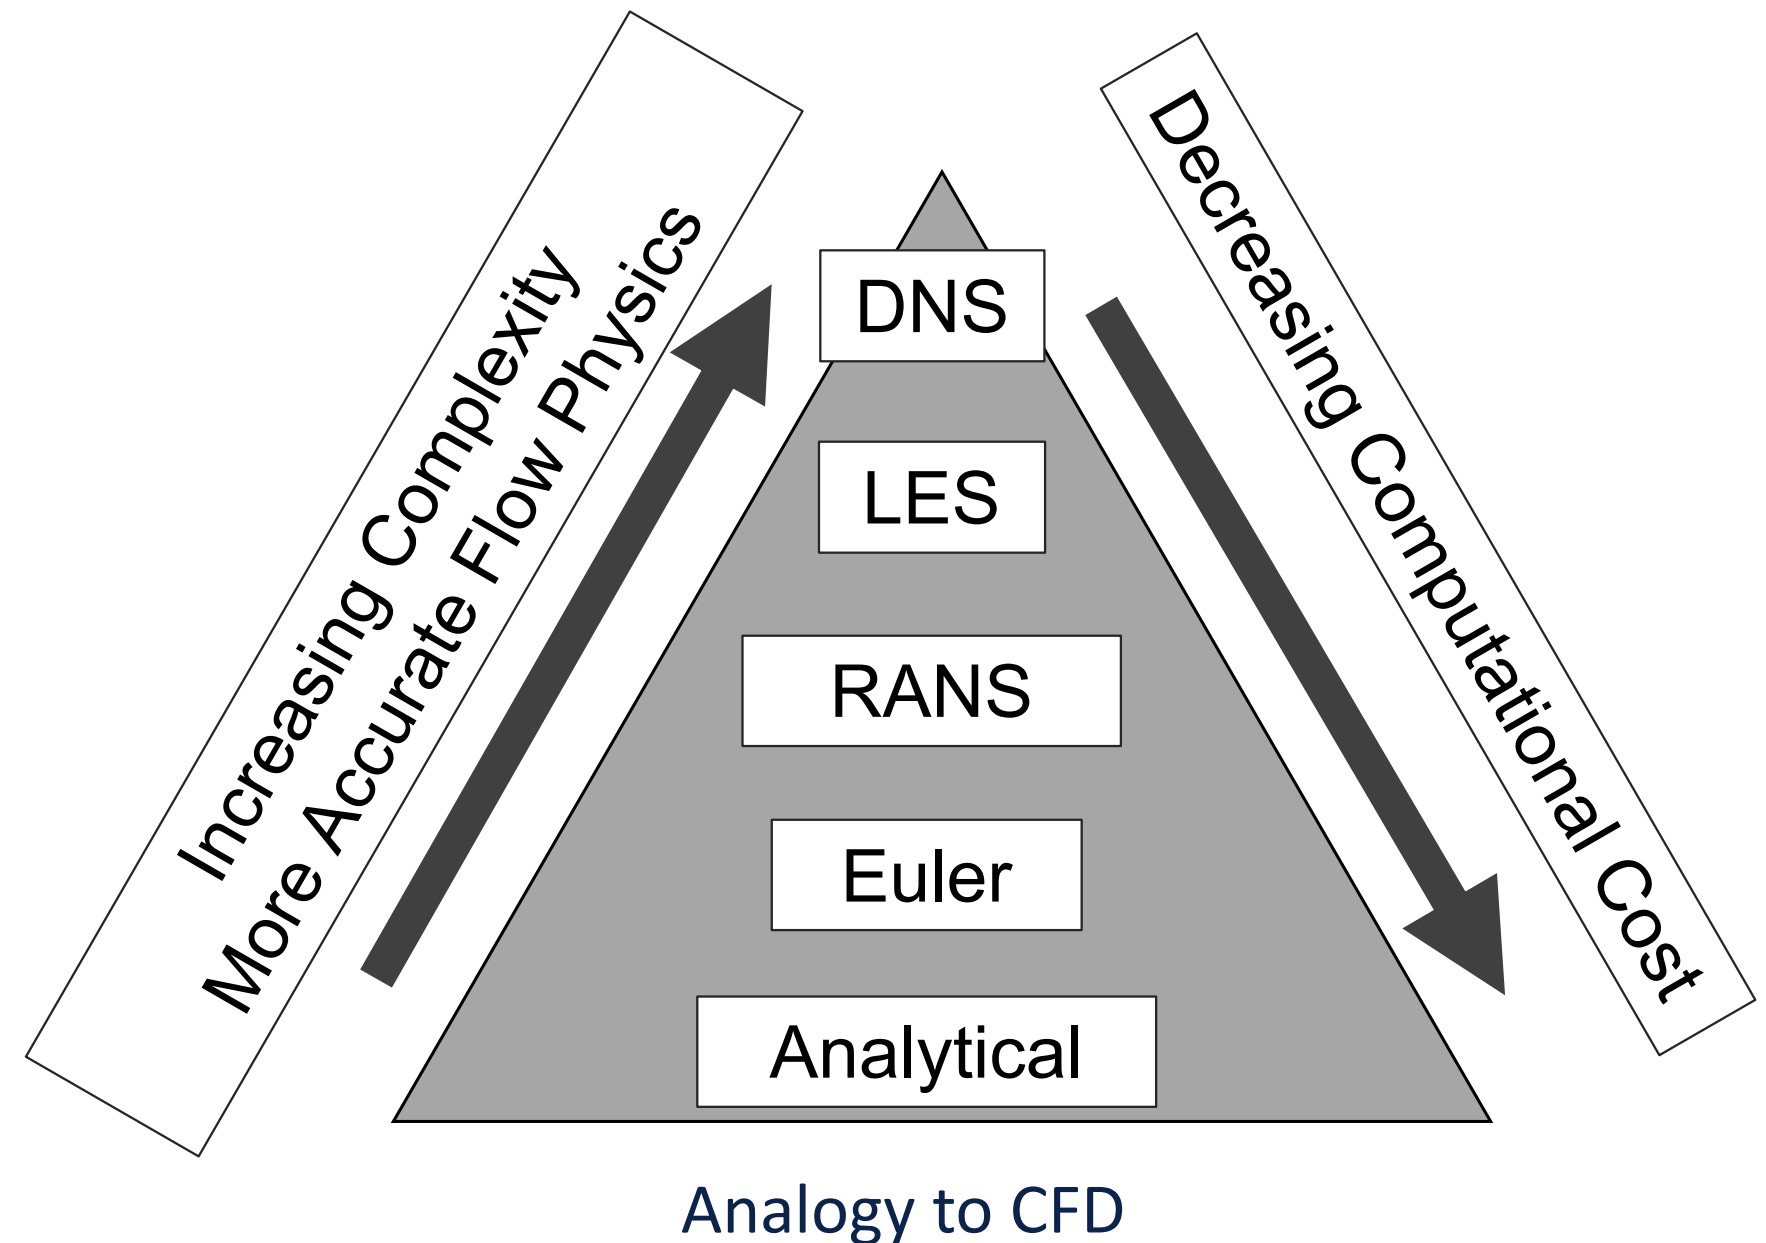 Increasing Complexity
More Accurate Flow Physics
Decreasing Computational Cost
DNS
LES
RANS
Euler
Analytical
Analogy to CFD